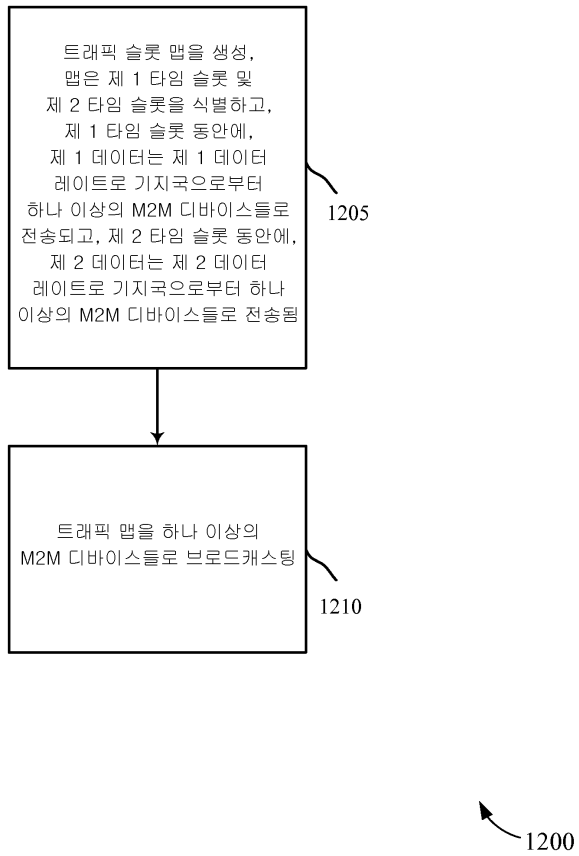 트래픽 슬롯 맵을 생성,
맵은 제 1 타임 슬롯 및
제 2 타임 슬롯을 식별하고,
제 1 타임 슬롯 동안에,
제 1 데이터는 제 1 데이터
레이트로 기지국으로부터
하나 이상의 M2M 디바이스들로
전송되고, 제 2 타임 슬롯 동안에,
제 2 데이터는 제 2 데이터
레이트로 기지국으로부터 하나
이상의 M2M 디바이스들로 전송됨
1205
트래픽 맵을 하나 이상의
M2M 디바이스들로 브로드캐스팅
1210
1200